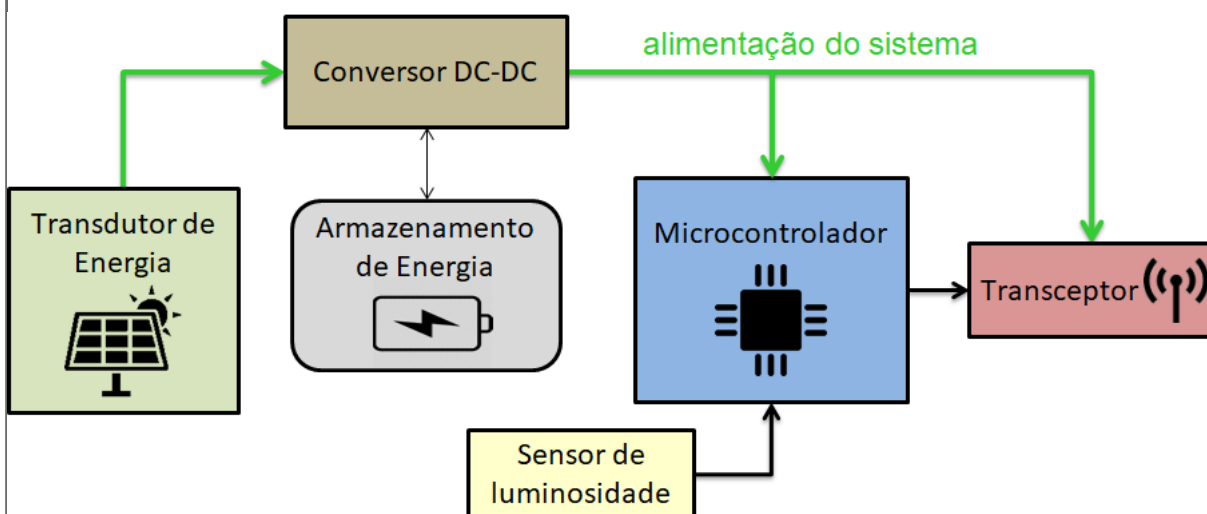 Conversor DC-DC
alimentação do sistema
Transdutor de
Energia
Armazenamento
de Energia
Microcontrolador
Transceptor
Sensor de
luminosidade